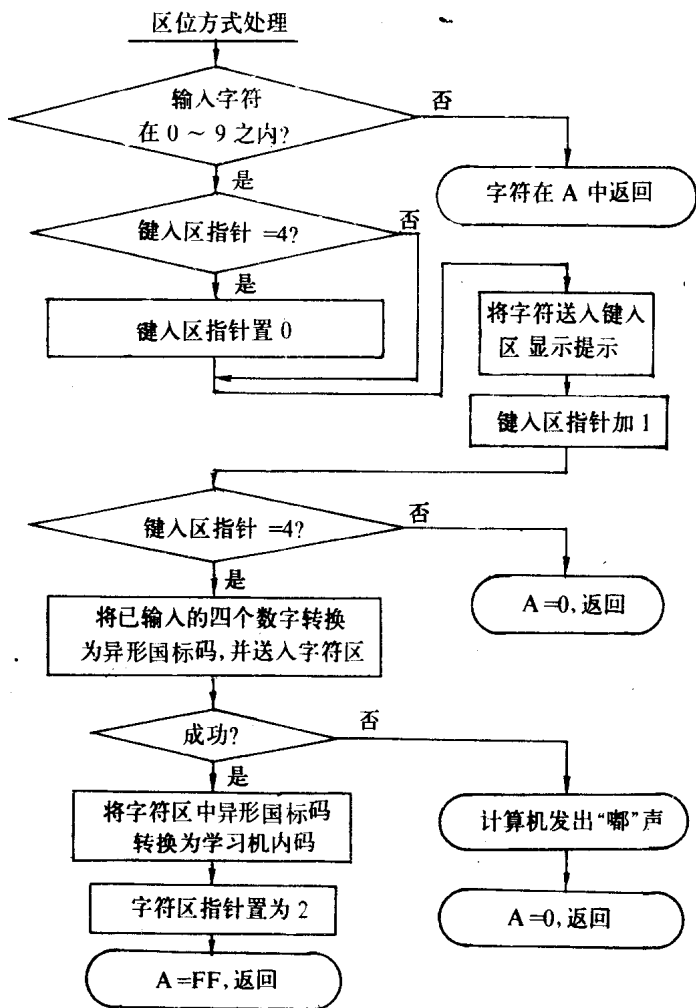 区位方式处理
输入字符
在 0 ~ 9 之内?
否
是
字符在 A 中返回
键入区指针 =4?
否
是
键入区指针置 0
将字符送入键入
区 显示提示
键入区指针加 1
键入区指针 =4?
否
是
A =0, 返回
将已输入的四个数字转换
为异形国标码, 并送入字符区
成功?
否
是
将字符区中异形国标码
转换为学习机内码
计算机发出“嘟”声
字符区指针置为 2
A =0, 返回
A =FF, 返回